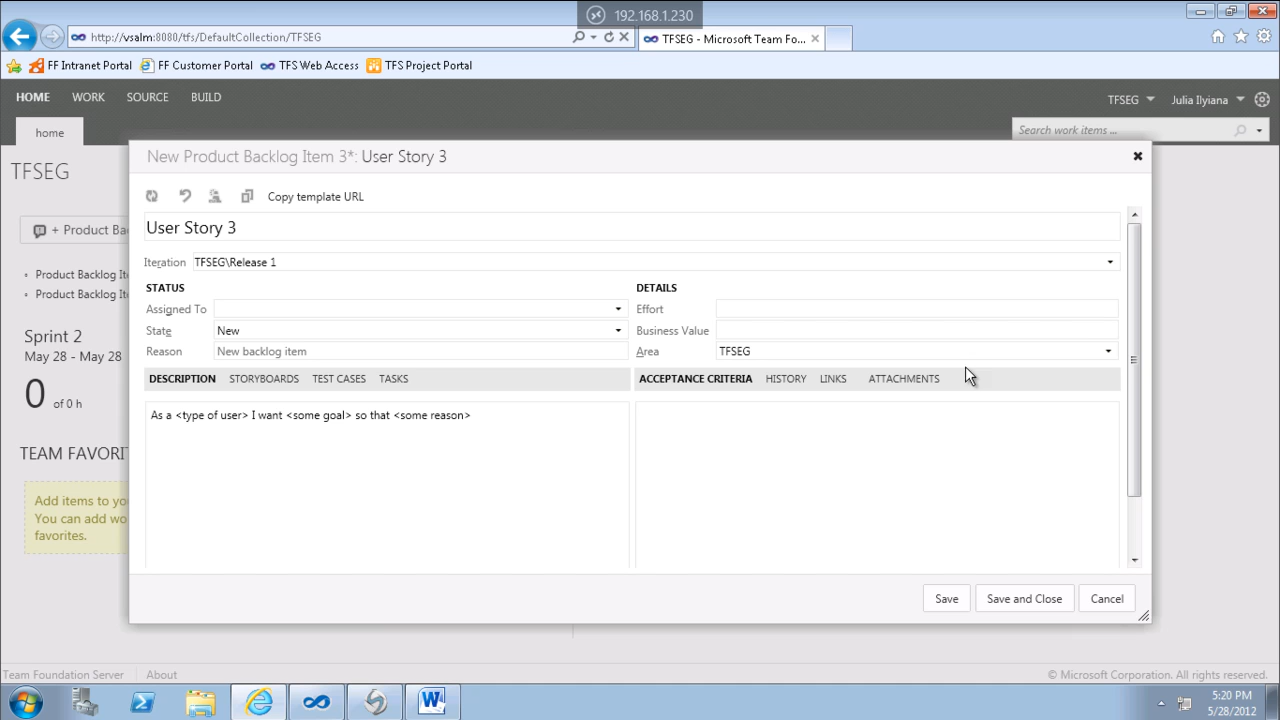 192.168.1.230
http://vsalm:8080/tfs/DefaultCollection/TFSEG
TFSEG - Microsoft Team Fo...
FF Intranet Portal FF Customer Portal TFS Web Access TFS Project Portal
HOME WORK SOURCE BUILD
TFSEG Julia Ilyiana
home
Search work items ...
New Product Backlog Item 3*: User Story 3
TFSEG
Copy template URL
+ Product Ba
User Story 3
Iteration TFSEG\Release 1
Product Backlog It
Product Backlog It
STATUS DETAILS
Assigned To Effort
State New Business Value
Reason New backlog item Area TFSEG
Sprint 2
May 28 - May 28
0 of 0 h
DESCRIPTION STORYBOARDS TEST CASES TASKS ACCEPTANCE CRITERIA HISTORY LINKS ATTACHMENTS
As a <type of user> I want <some goal> so that <some reason>
TEAM FAVORI
Add items to yo
You can add wo
favorites.
Save Save and Close Cancel
Team Foundation Server About © Microsoft Corporation. All rights reserved.
5:20 PM
5/28/2012